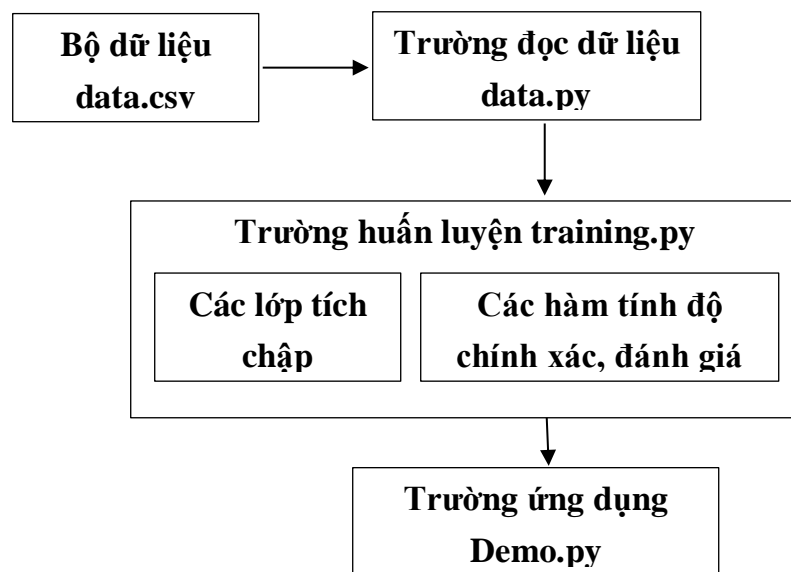 Bộ dữ liệu
data.csv
Trường đọc dữ liệu
data.py
Trường huấn luyện training.py
Các lớp tích
chập
Các hàm tính độ
chính xác, đánh giá
Trường ứng dụng
Demo.py